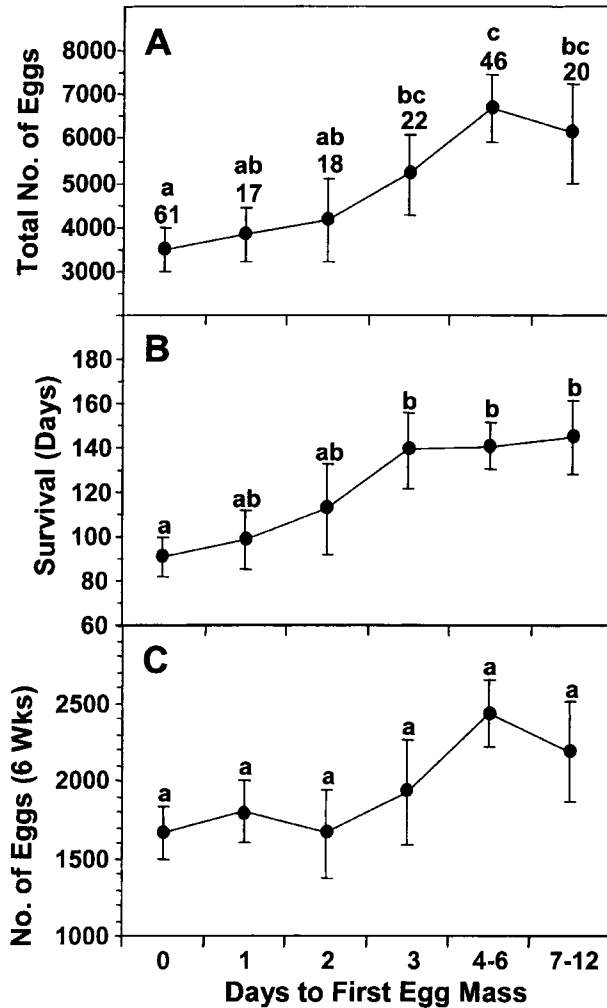 A
Total No. of Eggs
8000
7000
6000
5000
4000
3000
a
61
ab
17
ab
18
bc
22
c
46
bc
20
B
Survival (Days)
180
160
140
120
100
80
60
a
ab
ab
b
b
b
C
No. of Eggs (6 Wks)
2500
2000
1500
1000
a
a
a
a
a
a
0 1 2 3 4-6 7-12
Days to First Egg Mass